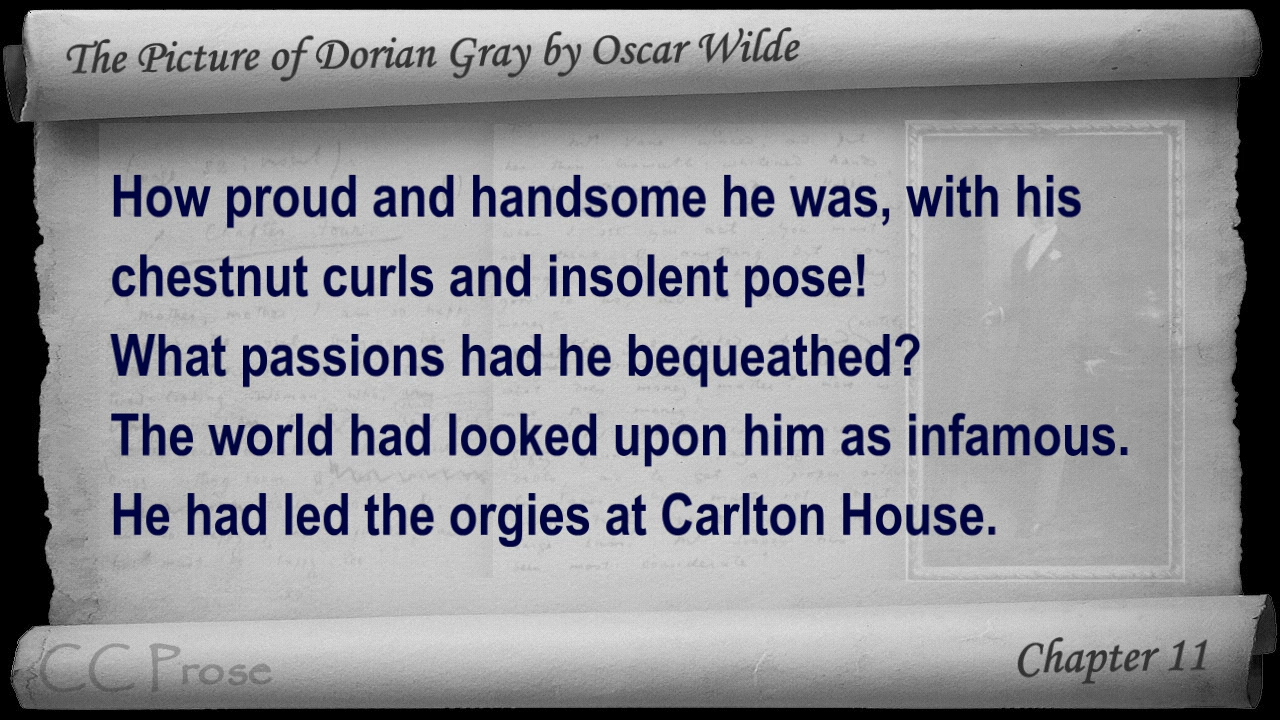 The Picture of Dorian Gray by Oscar Wilde
How proud and handsome he was, with his
chestnut curls and insolent pose!
What passions had he bequeathed?
The world had looked upon him as infamous.
He had led the orgies at Carlton House.
CC Prose
Chapter 11